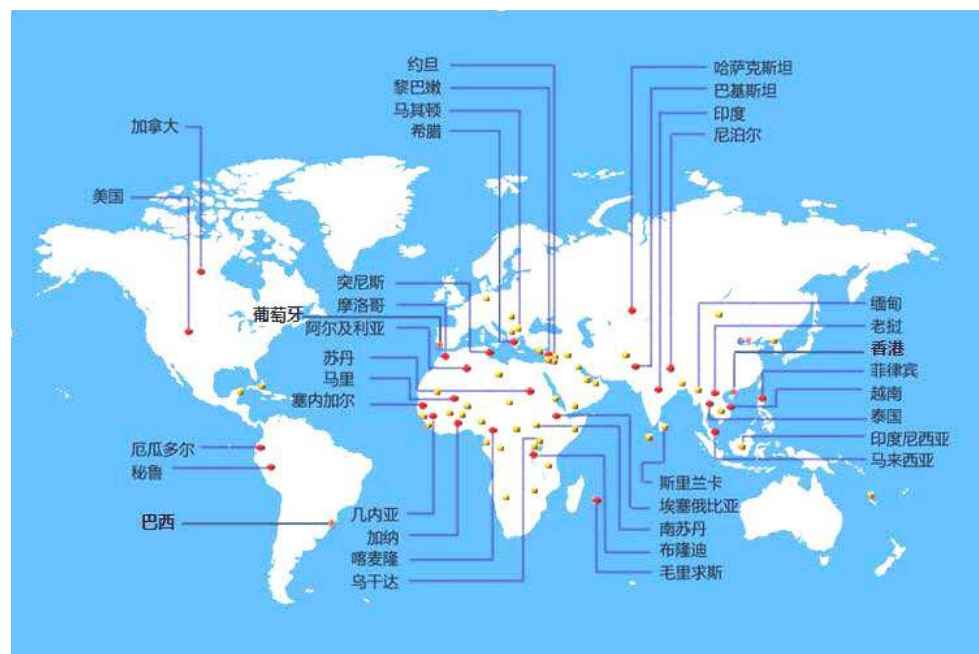 约旦
黎巴嫩
马其顿
希腊
哈萨克斯坦
巴基斯坦
印度
尼泊尔
加拿大
美国
突尼斯
摩洛哥
葡萄牙
阿尔及利亚
苏丹
马里
塞内加尔
缅甸
老挝
香港
菲律宾
越南
泰国
印度尼西亚
马来西亚
厄瓜多尔
秘鲁
巴西
几内亚
加纳
喀麦隆
乌干达
斯里兰卡
埃塞俄比亚
南苏丹
布隆迪
毛里求斯